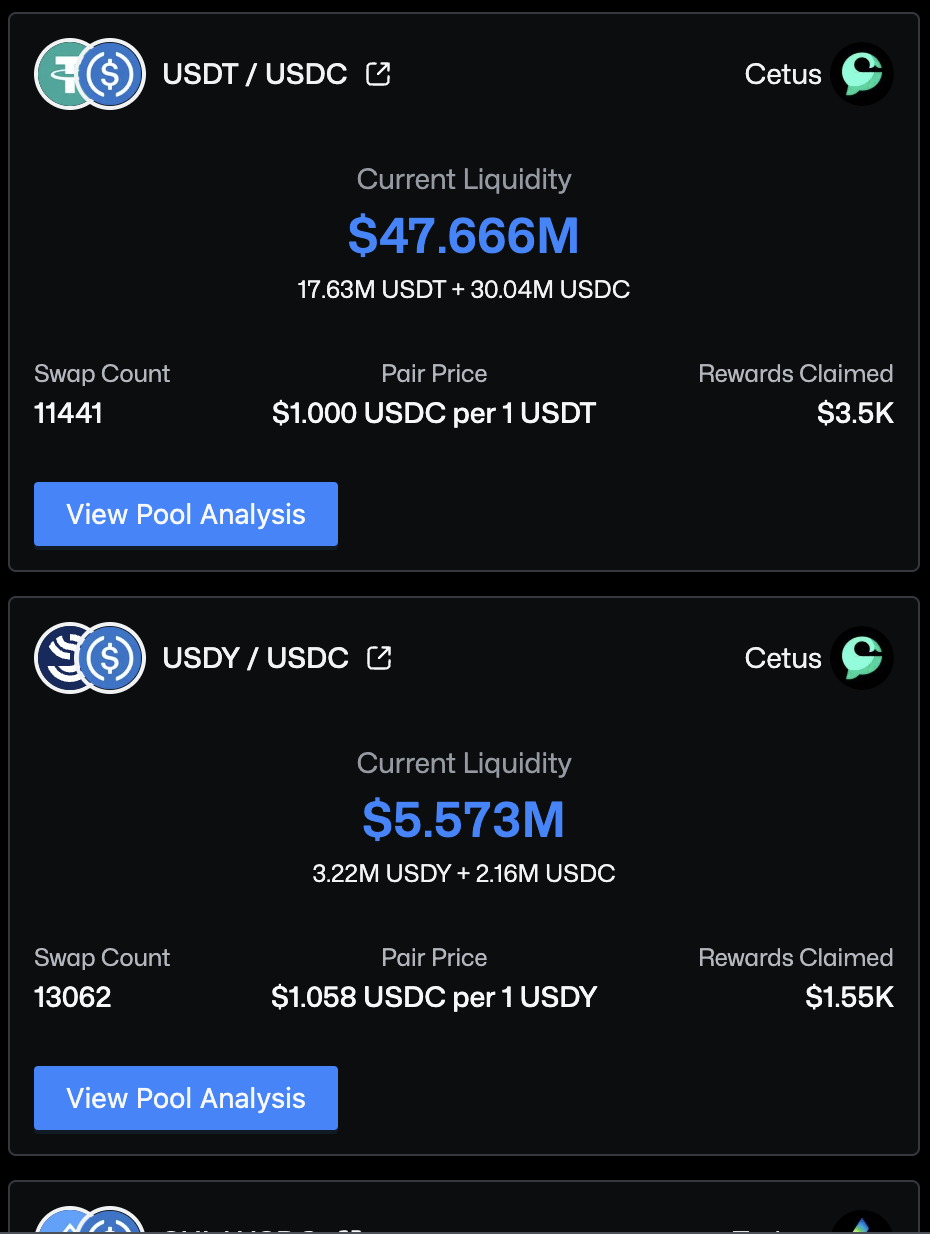 USDT / USDC
Cetus
Current Liquidity
$47.666M
17.63M USDT + 30.04M USDC
Swap Count
Pair Price
Rewards Claimed
11441
$1.000 USDC per 1 USDT
$3.5K
View Pool Analysis
USDY / USDC
Cetus
Current Liquidity
$5.573M
3.22M USDY + 2.16M USDC
Swap Count
Pair Price
Rewards Claimed
13062
$1.058 USDC per 1 USDY
$1.55K
View Pool Analysis